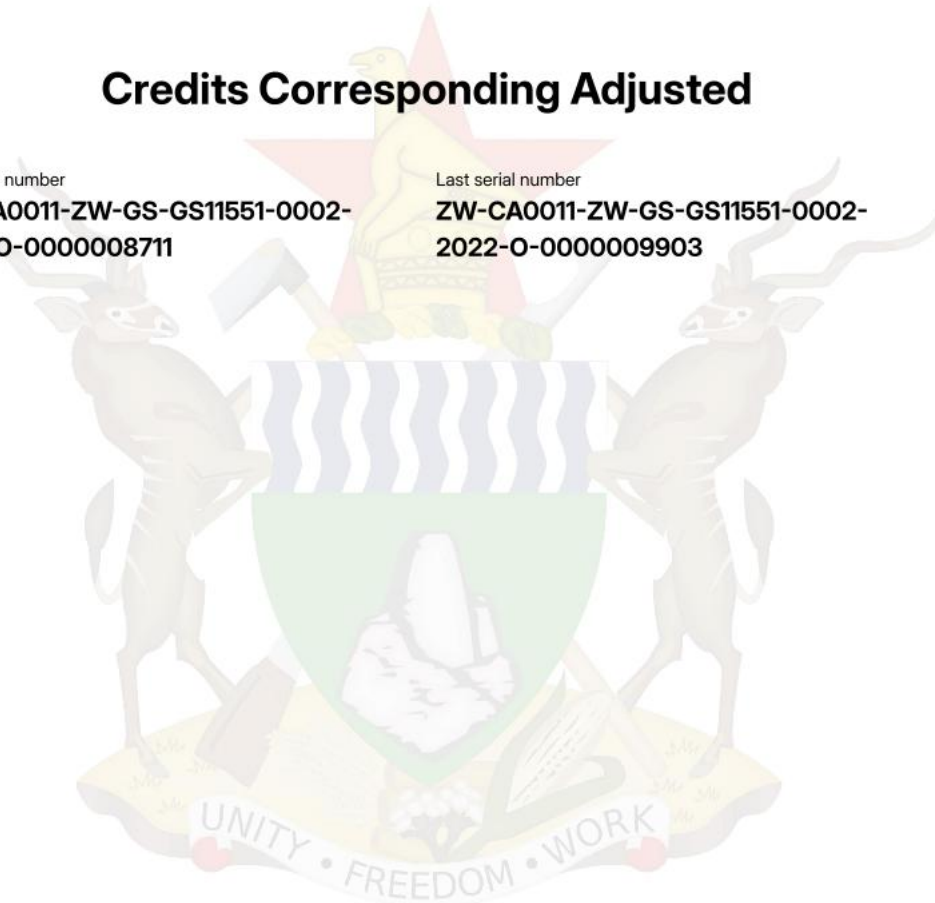 Credits Corresponding Adjusted
number
A0011-ZW-GS-GS11551-0002-
O-0000008711
Last serial number
ZW-CA0011-ZW-GS-GS11551-0002-
2022-O-0000009903
UNITY • FREEDOM • WORK